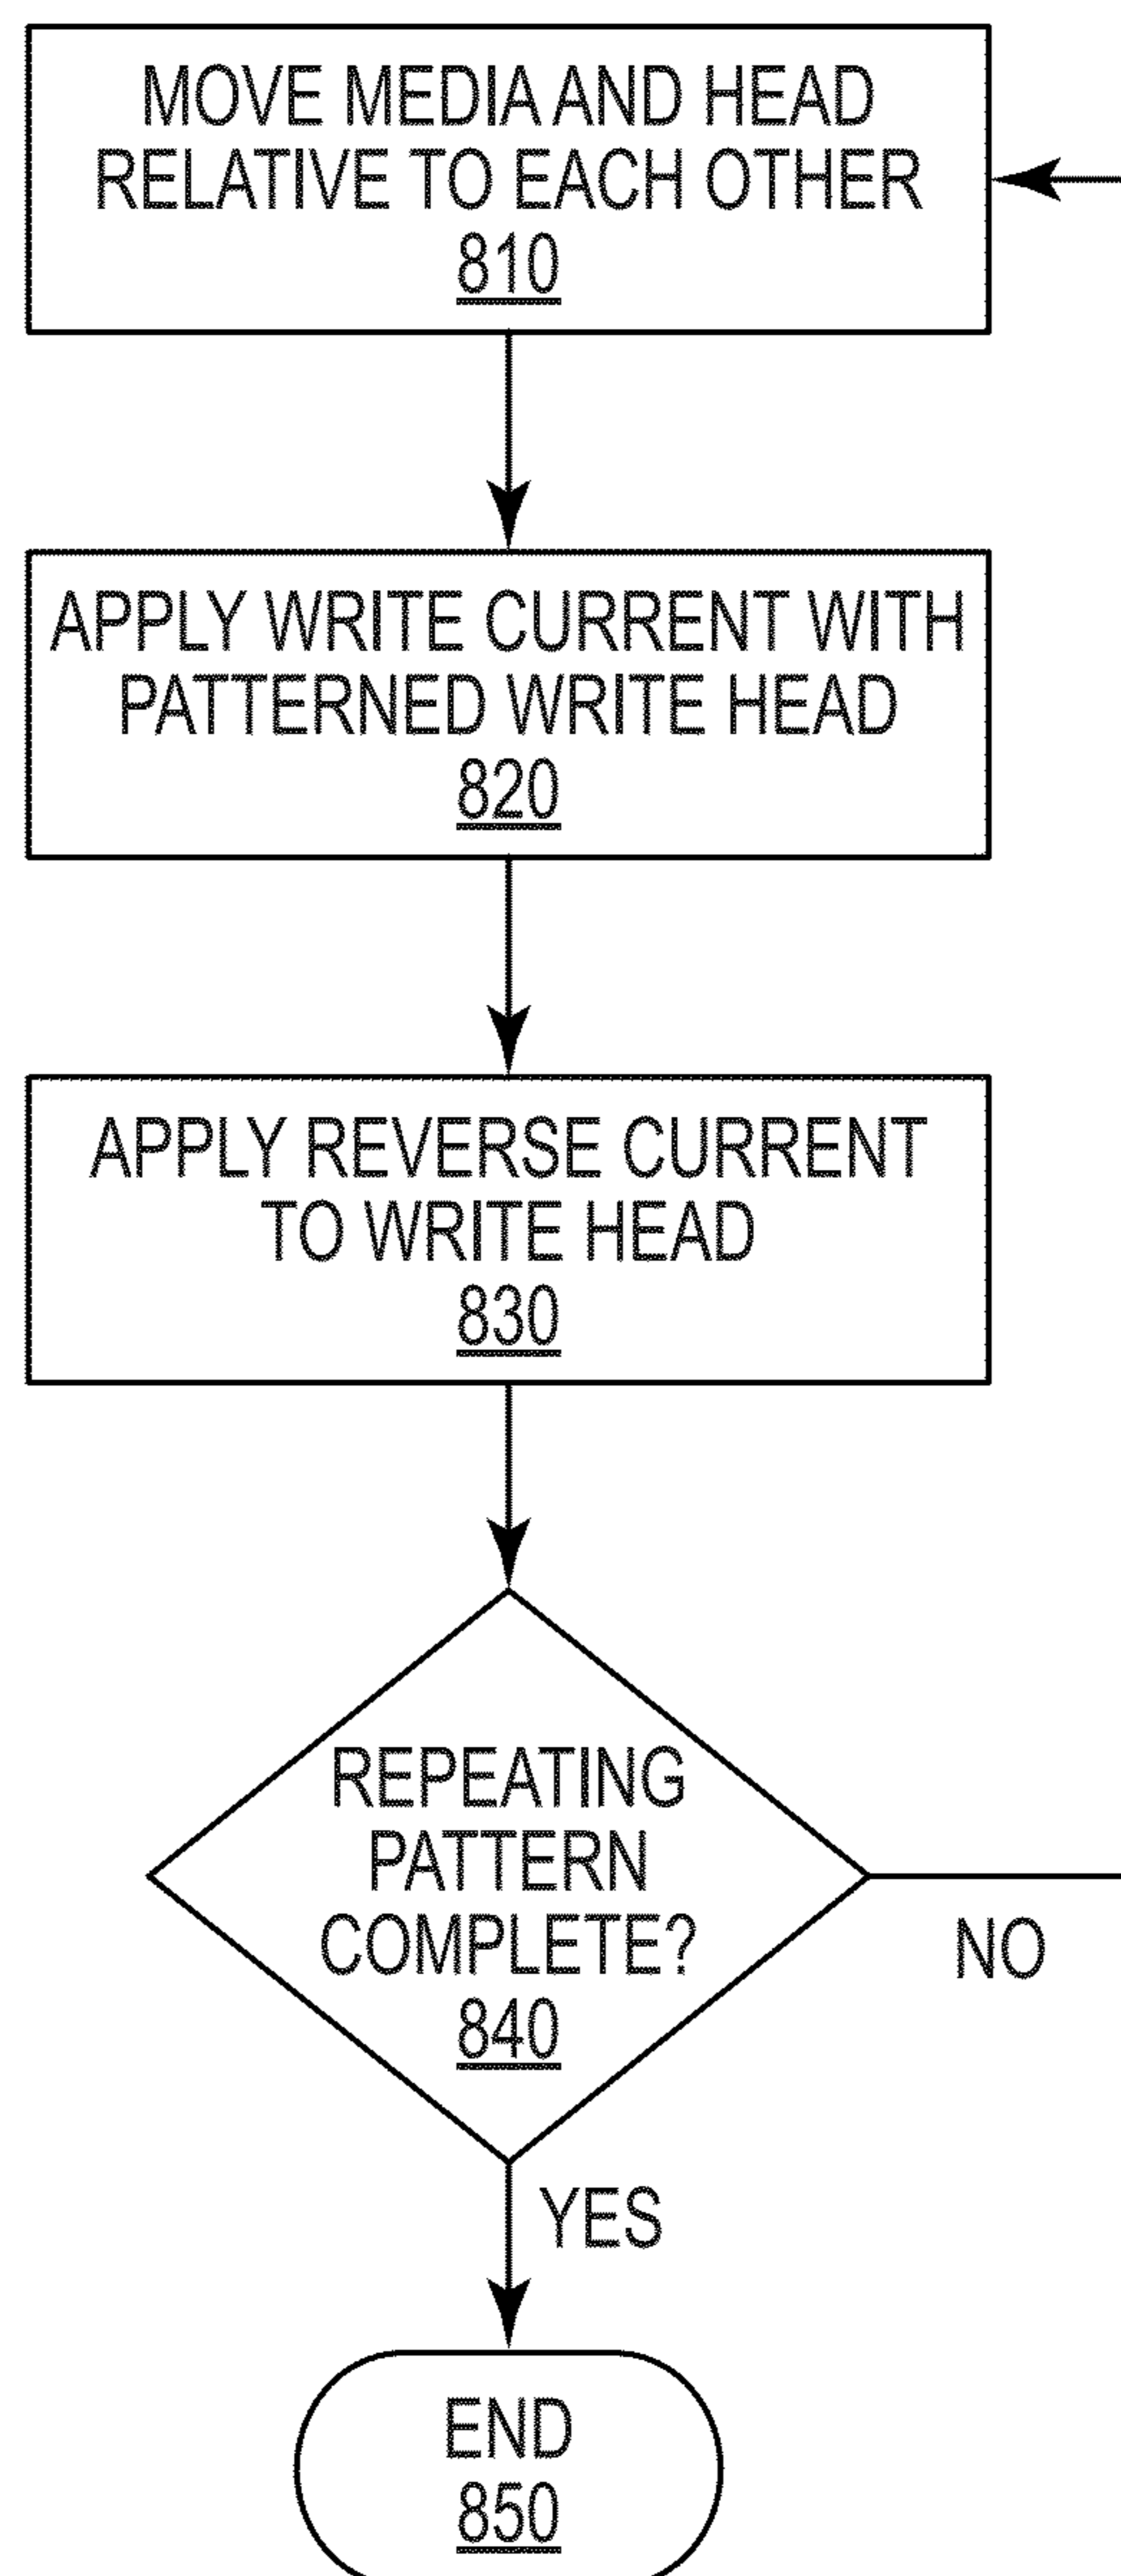 MOVE MEDIA AND HEAD
RELATIVE TO EACH OTHER
810
APPLY WRITE CURRENT WITH
PATTERNED WRITE HEAD
820
APPLY REVERSE CURRENT
TO WRITE HEAD
830
REPEATING
PATTERN
COMPLETE?
840
NO
YES
END
850